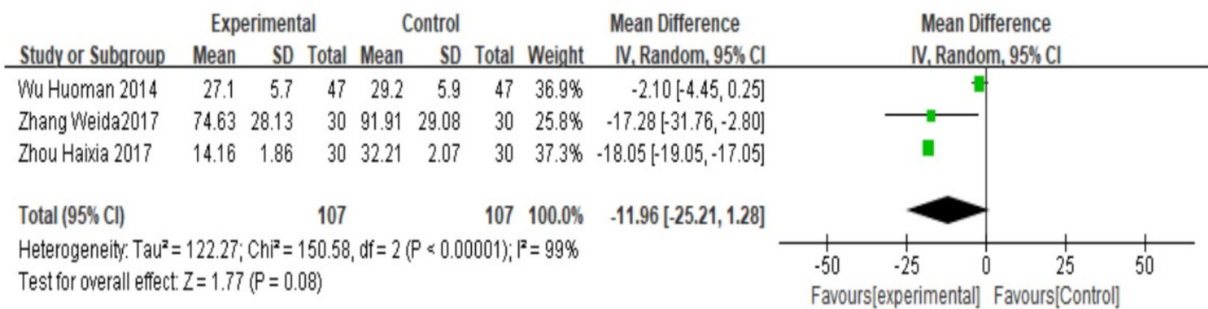 Experimental Control Mean Difference Mean Difference
Study or Subgroup Mean SD Total Mean SD Total Weight IV, Random, 95% CI IV, Random, 95% CI
Wu Huoman 2014 27.1 5.7 47 29.2 5.9 47 36.9% -2.10 [-4.45, 0.25]
Zhang Weida2017 74.63 28.13 30 91.91 29.08 30 25.8% -17.28 [-31.76, -2.80]
Zhou Haixia 2017 14.16 1.86 30 32.21 2.07 30 37.3% -18.05 [-19.05, -17.05]
Total (95% CI) 107 107 100.0% -11.96 [-25.21, 1.28]
Heterogeneity: Tau² = 122.27; Chi² = 150.58, df = 2 (P < 0.00001); I² = 99%
Test for overall effect: Z = 1.77 (P = 0.08)
-50 -25 0 25 50
Favours[experimental] Favours[Control]